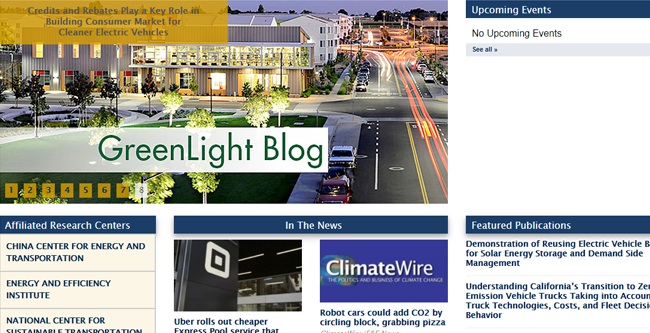 Credits and Rebates Play a Key Role in
Building Consumer Market for
Cleaner Electric Vehicles
GreenLight Blog
1 2 3 4 5 6 7 8
Upcoming Events
No Upcoming Events
See all »
Affiliated Research Centers
CHINA CENTER FOR ENERGY AND
TRANSPORTATION
ENERGY AND EFFICIENCY
INSTITUTE
NATIONAL CENTER FOR
SUSTAINABLE TRANSPORTATION
In The News
Uber rolls out cheaper
Express Pool service that
ClimateWire
THE POLITICS AND BUSINESS OF CLIMATE CHANGE
Robot cars could add CO2 by
circling block, grabbing pizza
ClimateWire E&E News
Featured Publications
Demonstration of Reusing Electric Vehicle B
for Solar Energy Storage and Demand Side
Management
Understanding California's Transition to Ze
Emission Vehicle Trucks Taking into Accou
Truck Technologies, Costs, and Fleet Decis
Behavior